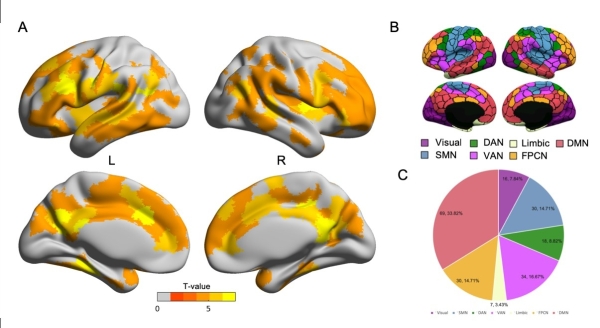 A
B
L
R
T-value
0
5
Visual
DAN
Limbic
DMN
SMN
VAN
FPCN
C
16, 7.84%
30, 14.71%
18, 8.82%
34, 16.67%
7, 3.43%
30, 14.71%
69, 33.82%
Visual SMN DAN VAN Limbic FPCN DMN